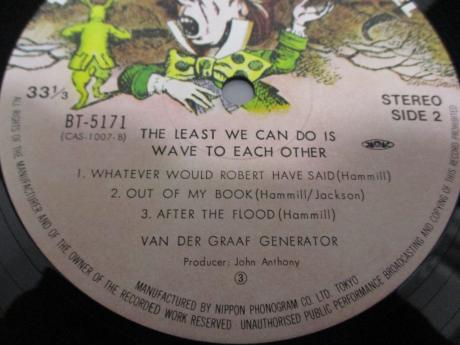 33⅓
STEREO
SIDE 2
BT-5171
(CAS-1007-B)
THE LEAST WE CAN DO IS
WAVE TO EACH OTHER
1. WHATEVER WOULD ROBERT HAVE SAID(Hammill)
2. OUT OF MY BOOK(Hammill/Jackson)
3. AFTER THE FLOOD(Hammill)
VAN DER GRAAF GENERATOR
Producer: John Anthony
③
ALL RIGHTS OF THE MANUFACTURER AND OF THE OWNER OF THE RECORDED WORK RESERVED. UNAUTHORISED PUBLIC PERFORMANCE BROADCASTING AND COPYING OF THIS RECORD PROHIBITED
MANUFACTURED BY NIPPON PHONOGRAM CO. LTD. TOKYO